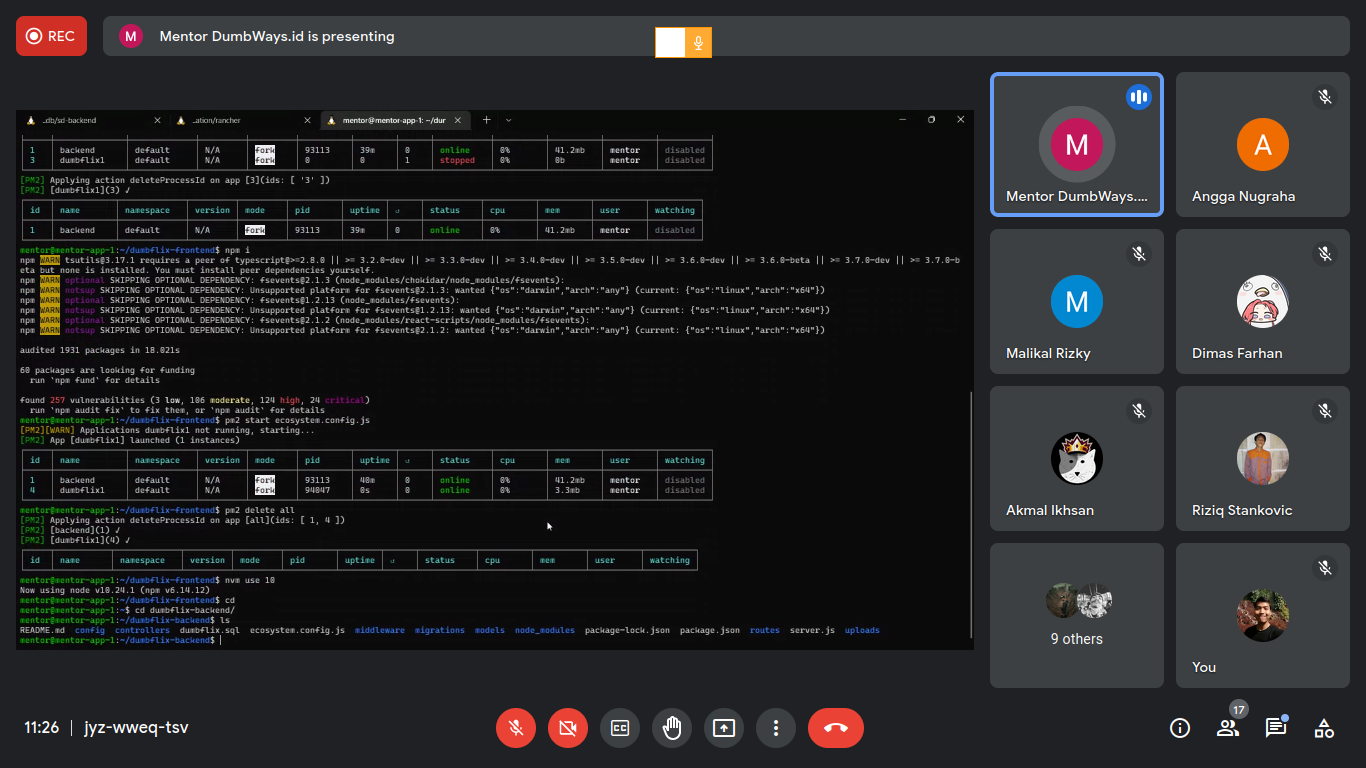 REC
M
Mentor DumbWays.id is presenting
..db/sd-backend
..ation/rancher
mentor@mentor-app-1: ~/dur
1 backend default N/A fork 93113 39m 0 online 0% 41.2mb mentor disabled
3 dumbflix1 default N/A fork 0 0 1 stopped 0% 0b mentor disabled
[PM2] Applying action deleteProcessId on app [3](ids: [ '3' ])
[PM2] [dumbflix1](3) ✓
id name namespace version mode pid uptime ↺ status cpu mem user watching
1 backend default N/A fork 93113 39m 0 online 0% 41.2mb mentor disabled
mentor@mentor-app-1:~/dumbflix-frontend$ npm i
npm WARN tsutils@3.17.1 requires a peer of typescript@>=2.8.0 || >= 3.2.0-dev || >= 3.3.0-dev || >= 3.4.0-dev || >= 3.5.0-dev || >= 3.6.0-dev || >= 3.6.0-beta || >= 3.7.0-dev || >= 3.7.0-b
eta but none is installed. You must install peer dependencies yourself.
npm WARN optional SKIPPING OPTIONAL DEPENDENCY: fsevents@2.1.3 (node_modules/chokidar/node_modules/fsevents):
npm WARN notsup SKIPPING OPTIONAL DEPENDENCY: Unsupported platform for fsevents@2.1.3: wanted {"os":"darwin","arch":"any"} (current: {"os":"linux","arch":"x64"})
npm WARN optional SKIPPING OPTIONAL DEPENDENCY: fsevents@1.2.13 (node_modules/fsevents):
npm WARN notsup SKIPPING OPTIONAL DEPENDENCY: Unsupported platform for fsevents@1.2.13: wanted {"os":"darwin","arch":"any"} (current: {"os":"linux","arch":"x64"})
npm WARN optional SKIPPING OPTIONAL DEPENDENCY: fsevents@2.1.2 (node_modules/react-scripts/node_modules/fsevents):
npm WARN notsup SKIPPING OPTIONAL DEPENDENCY: Unsupported platform for fsevents@2.1.2: wanted {"os":"darwin","arch":"any"} (current: {"os":"linux","arch":"x64"})
audited 1931 packages in 18.021s
60 packages are looking for funding
run `npm fund` for details
found 257 vulnerabilities (3 low, 106 moderate, 124 high, 24 critical)
run `npm audit fix` to fix them, or `npm audit` for details
mentor@mentor-app-1:~/dumbflix-frontend$ pm2 start ecosystem.config.js
[PM2][WARN] Applications dumbflix1 not running, starting...
[PM2] App [dumbflix1] launched (1 instances)
id name namespace version mode pid uptime ↺ status cpu mem user watching
1 backend default N/A fork 93113 40m 0 online 0% 41.2mb mentor disabled
4 dumbflix1 default N/A fork 94047 0s 0 online 0% 3.3mb mentor disabled
mentor@mentor-app-1:~/dumbflix-frontend$ pm2 delete all
[PM2] Applying action deleteProcessId on app [all](ids: [ 1, 4 ])
[PM2] [backend](1) ✓
[PM2] [dumbflix1](4) ✓
id name namespace version mode pid uptime ↺ status cpu mem user watching
mentor@mentor-app-1:~/dumbflix-frontend$ nvm use 10
Now using node v10.24.1 (npm v6.14.12)
mentor@mentor-app-1:~/dumbflix-frontend$ cd
mentor@mentor-app-1:~$ cd dumbflix-backend/
mentor@mentor-app-1:~/dumbflix-backend$ ls
README.md config controllers dumbflix.sql ecosystem.config.js middleware migrations models node_modules package-lock.json package.json routes server.js uploads
mentor@mentor-app-1:~/dumbflix-backend$
M
Mentor DumbWays....
A
Angga Nugraha
M
Malikal Rizky
Dimas Farhan
Akmal Ikhsan
Riziq Stankovic
9 others
You
11:26 | jyz-wweq-tsv
CC
17